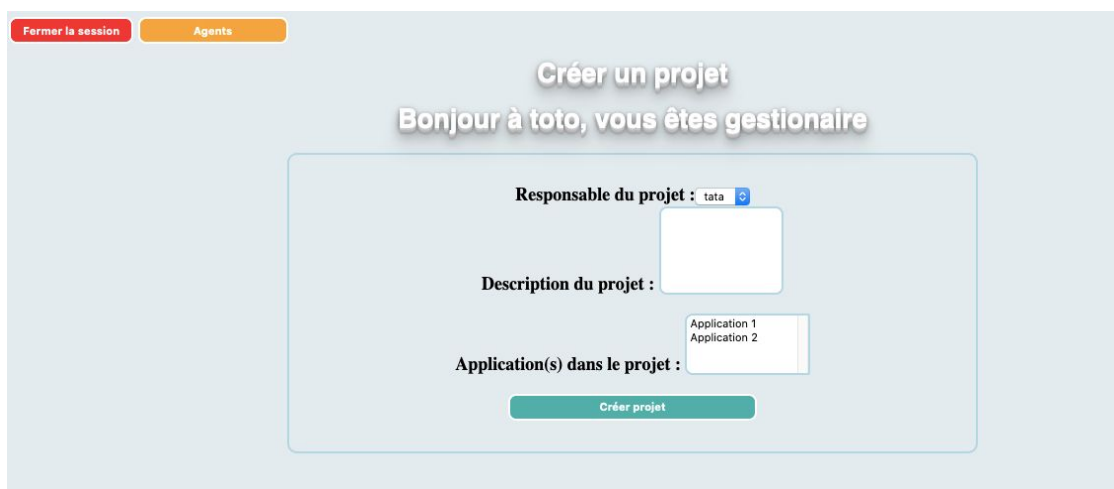 Fermer la session Agents
Créer un projet
Bonjour à toto, vous êtes gestionaire
Responsable du projet : tata
Description du projet :
Application 1
Application 2
Application(s) dans le projet :
Créer projet